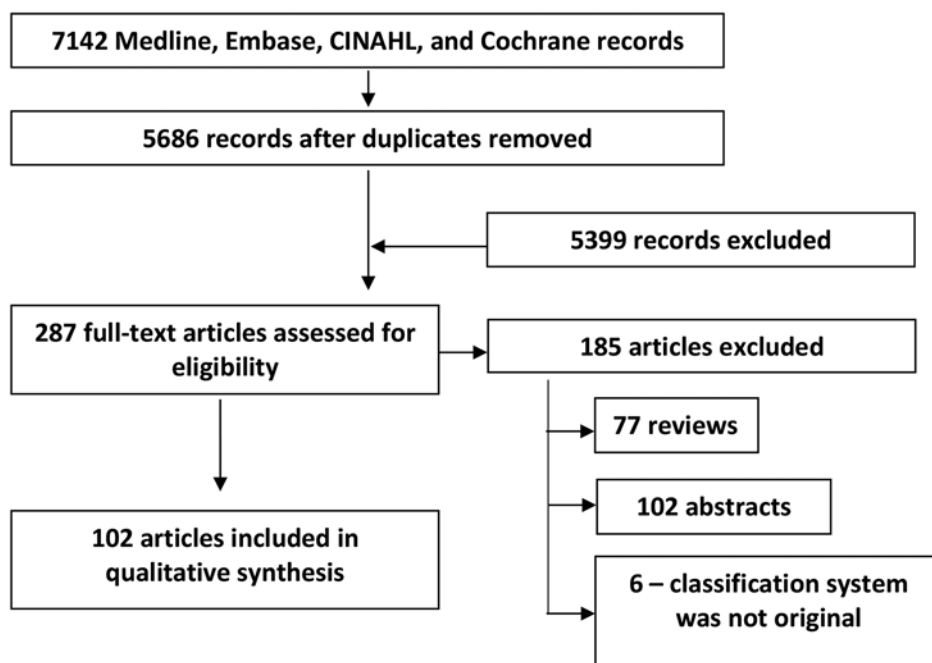 7142 Medline, Embase, CINAHL, and Cochrane records
5686 records after duplicates removed
5399 records excluded
287 full-text articles assessed for
eligibility
185 articles excluded
77 reviews
102 abstracts
6 – classification system
was not original
102 articles included in
qualitative synthesis